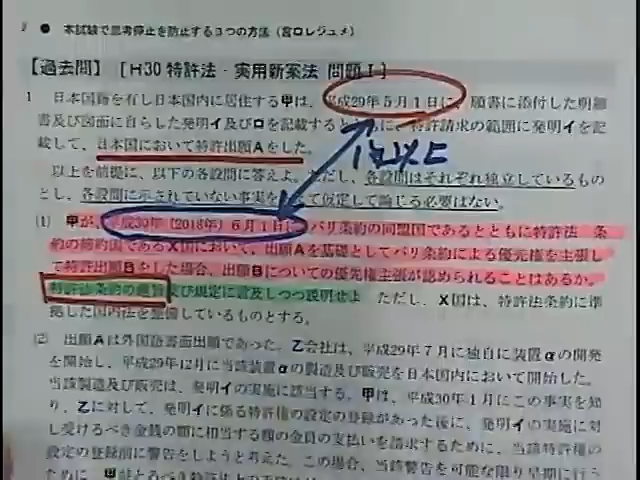 2 ● 本試験で思考停止を防止する3つの方法（宮口レジュメ）
【過去問】 [H30 特許法・実用新案法 問題Ⅰ]
1 日本国籍を有し日本国内に居住する甲は、平成29年5月1日に、願書に添付した明細
書及び図面に自らした発明イ及びロを記載するとともに、特許請求の範囲に発明イを記
載して、日本国において特許出願Aをした。
1年以上
以上を前提に、以下の各設問に答えよ。ただし、各設問はそれぞれ独立しているもの
とし、各設問に示されていない事実をあえて仮定して論じる必要はない。
(1) 甲が、平成30年（2018年）6月1日に、パリ条約の同盟国であるとともに特許法条
約の締約国であるX国において、出願Aを基礎としてパリ条約による優先権を主張し
て特許出願Bをした場合、出願Bについての優先権主張が認められることはあるか。
特許法条約の趣旨及び規定に言及しつつ説明せよ。ただし、X国は、特許法条約に準
拠した国内法を整備しているものとする。
(2) 出願Aは外国語書面出願であった。乙会社は、平成29年7月に独自に装置αの開発
を開始し、平成29年12月に当該装置αの製造及び販売を日本国内において開始した。
当該製造及び販売は、発明イの実施に該当する。甲は、平成30年1月にこの事実を知
り、乙に対して、発明イに係る特許権の設定の登録があった後に、発明イの実施に対
し受けるべき金銭の額に相当する額の金員の支払いを請求するために、当該特許権の
設定の登録前に警告をしようと考えた。この場合、当該警告を可能な限り早期に行う
ために、甲が